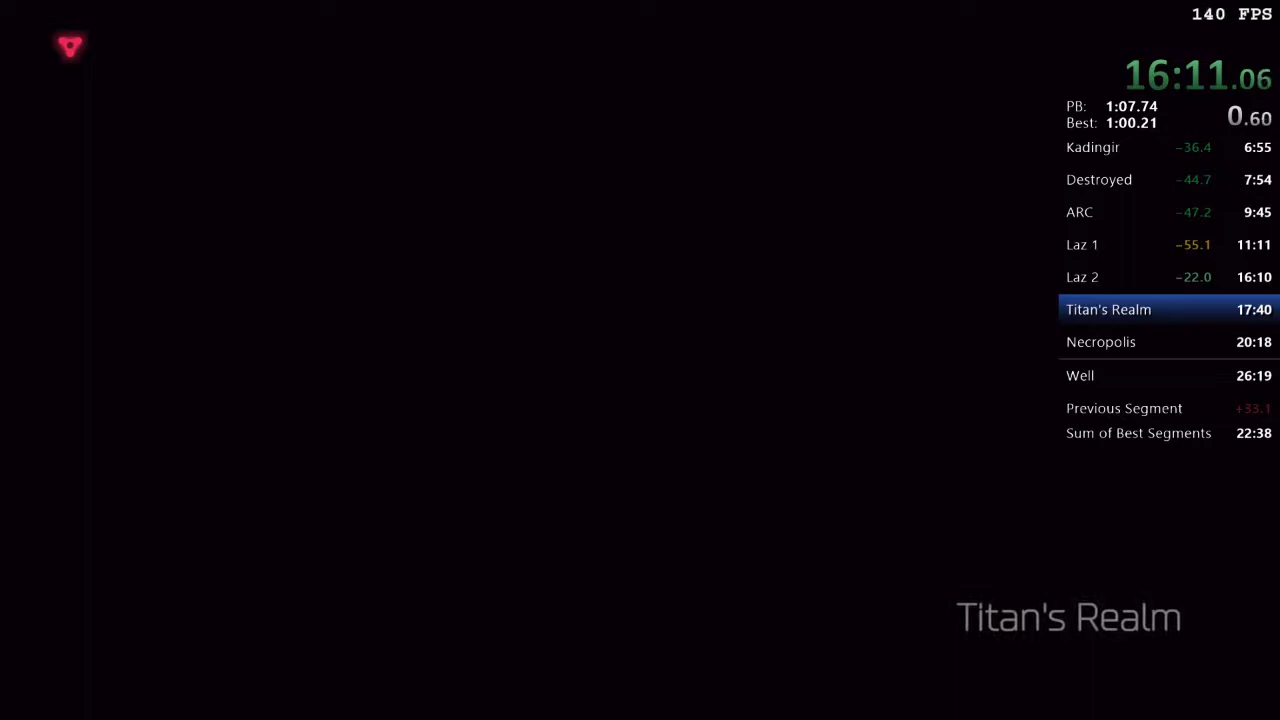 140 FPS
16:11.06
PB: 1:07.74
Best: 1:00.21
0.60
Kadingir -36.4 6:55
Destroyed -44.7 7:54
ARC -47.2 9:45
Laz 1 -55.1 11:11
Laz 2 -22.0 16:10
Titan's Realm 17:40
Necropolis 20:18
Well 26:19
Previous Segment +33.1
Sum of Best Segments 22:38
Titan's Realm